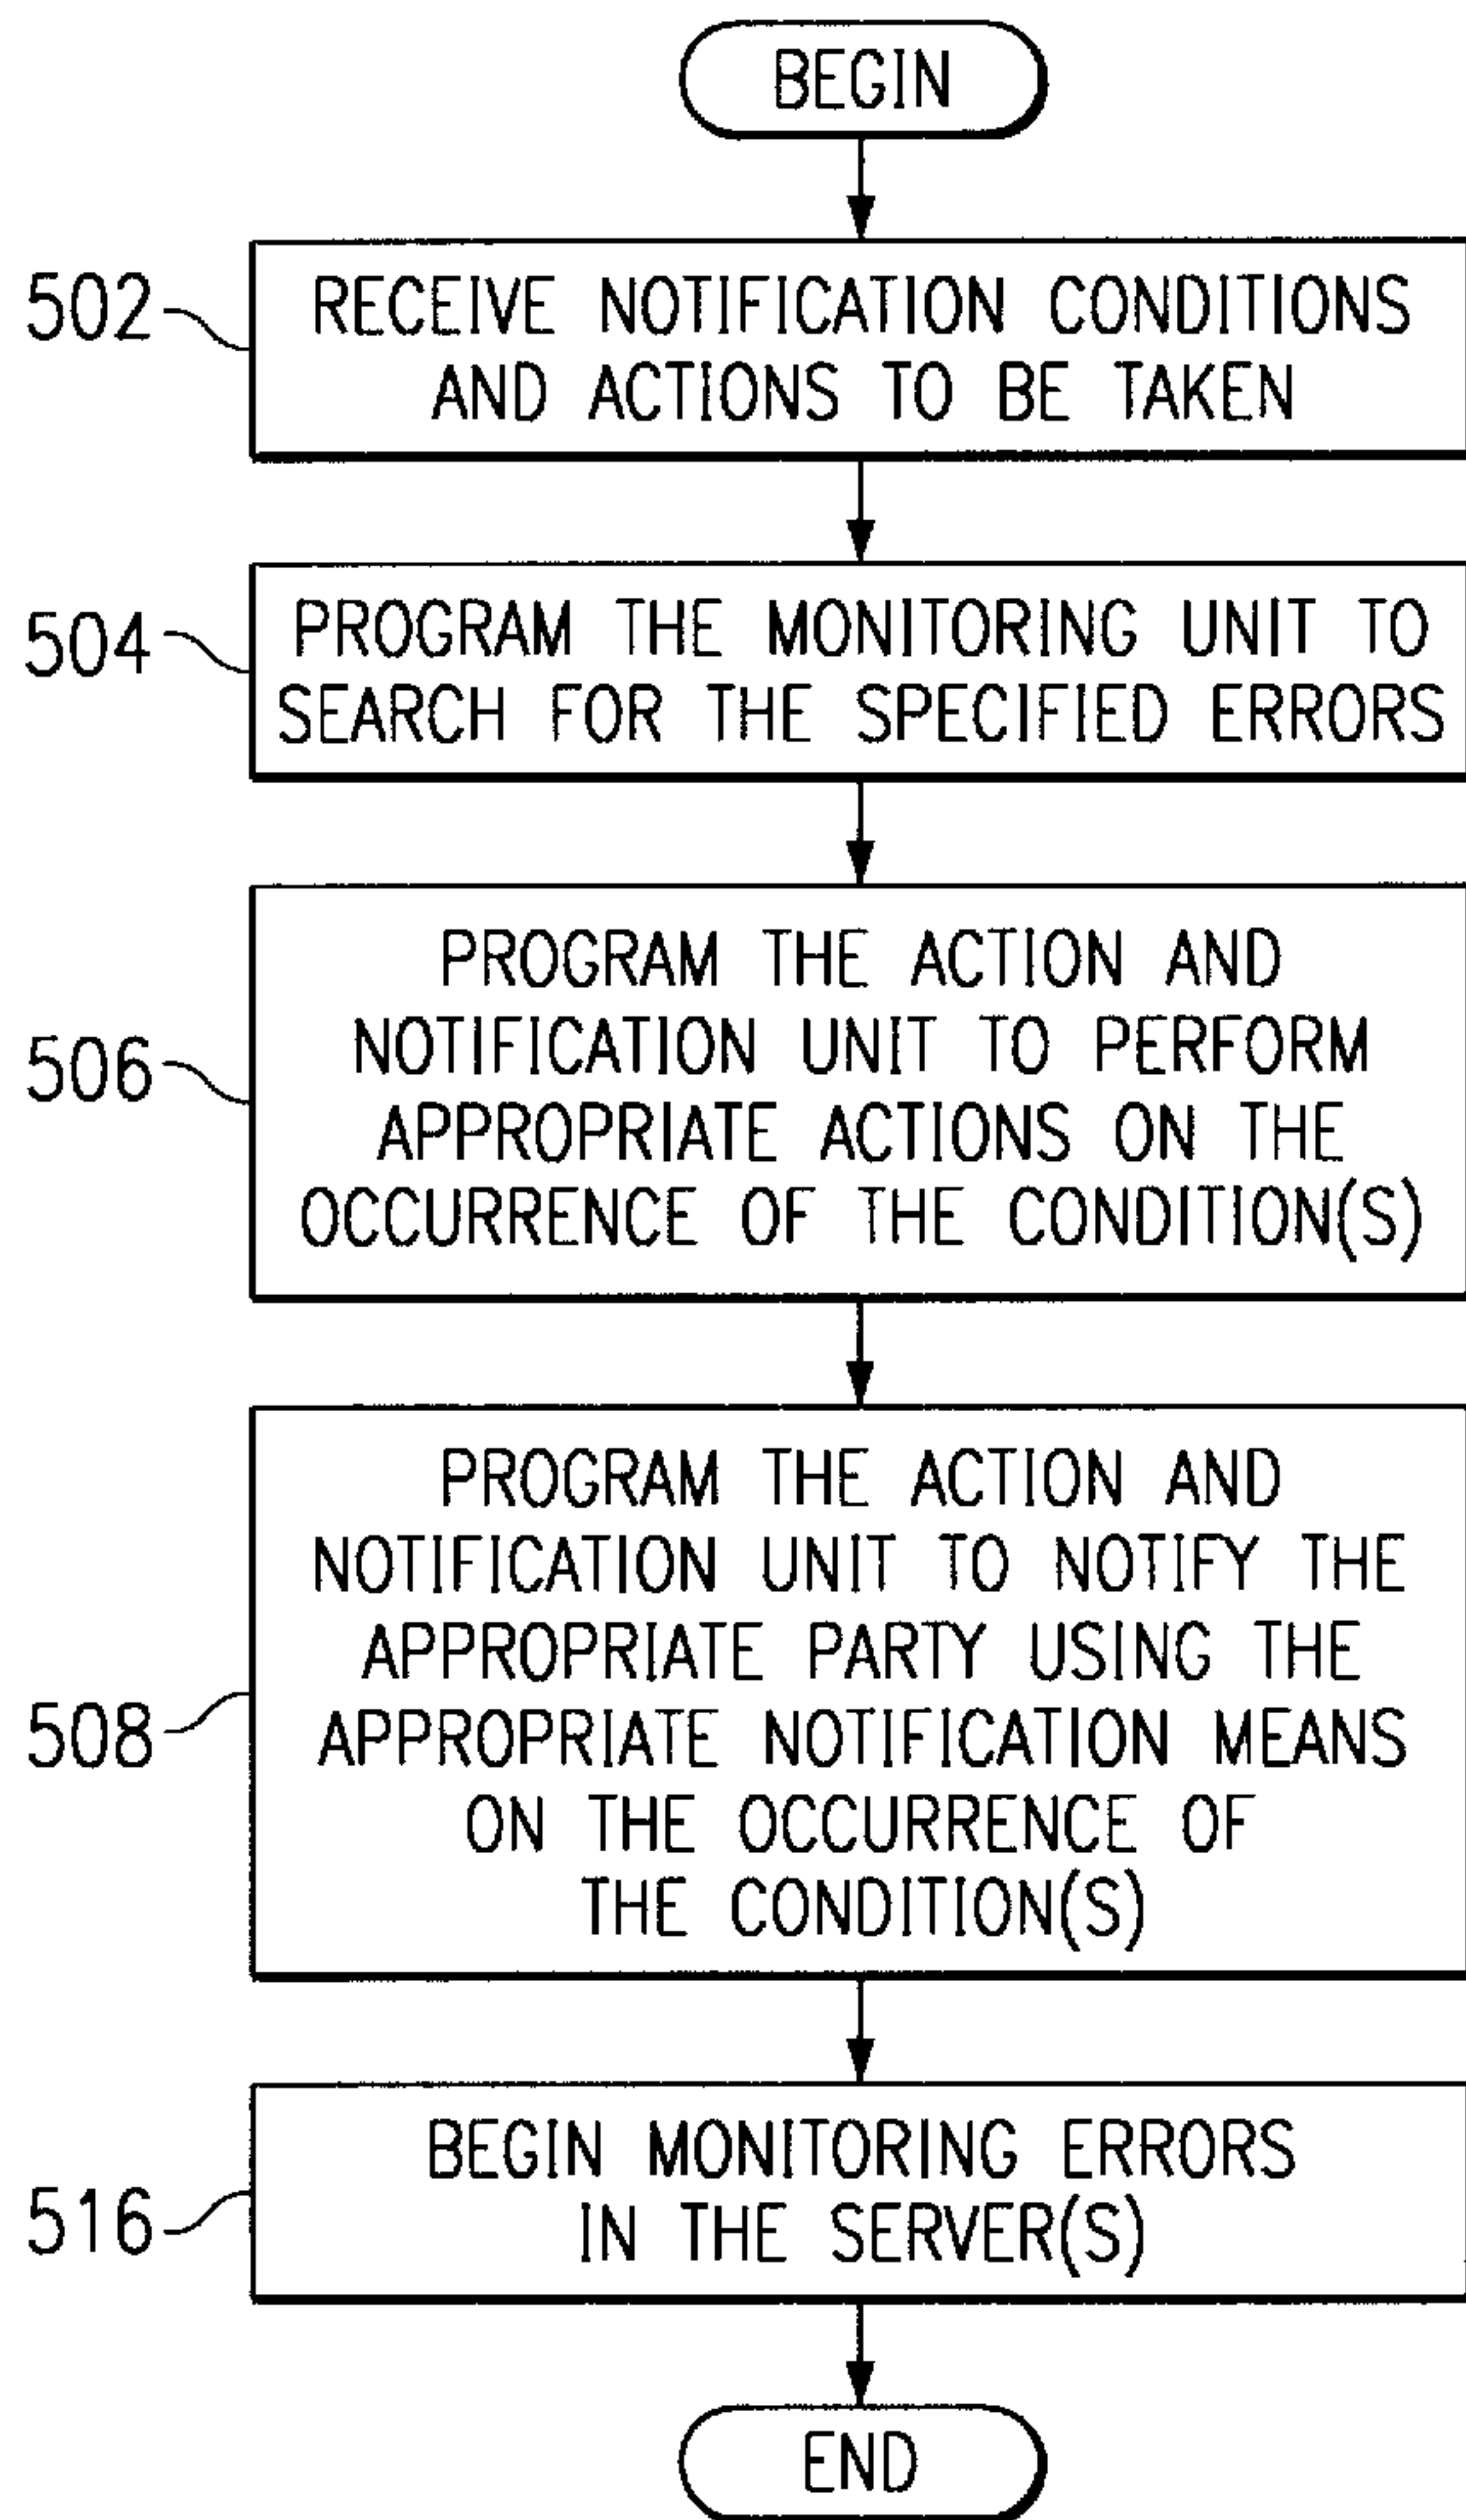 BEGIN
502
RECEIVE NOTIFICATION CONDITIONS
AND ACTIONS TO BE TAKEN
504
PROGRAM THE MONITORING UNIT TO
SEARCH FOR THE SPECIFIED ERRORS
506
PROGRAM THE ACTION AND
NOTIFICATION UNIT TO PERFORM
APPROPRIATE ACTIONS ON THE
OCCURRENCE OF THE CONDITION(S)
508
PROGRAM THE ACTION AND
NOTIFICATION UNIT TO NOTIFY THE
APPROPRIATE PARTY USING THE
APPROPRIATE NOTIFICATION MEANS
ON THE OCCURRENCE OF
THE CONDITION(S)
516
BEGIN MONITORING ERRORS
IN THE SERVER(S)
END